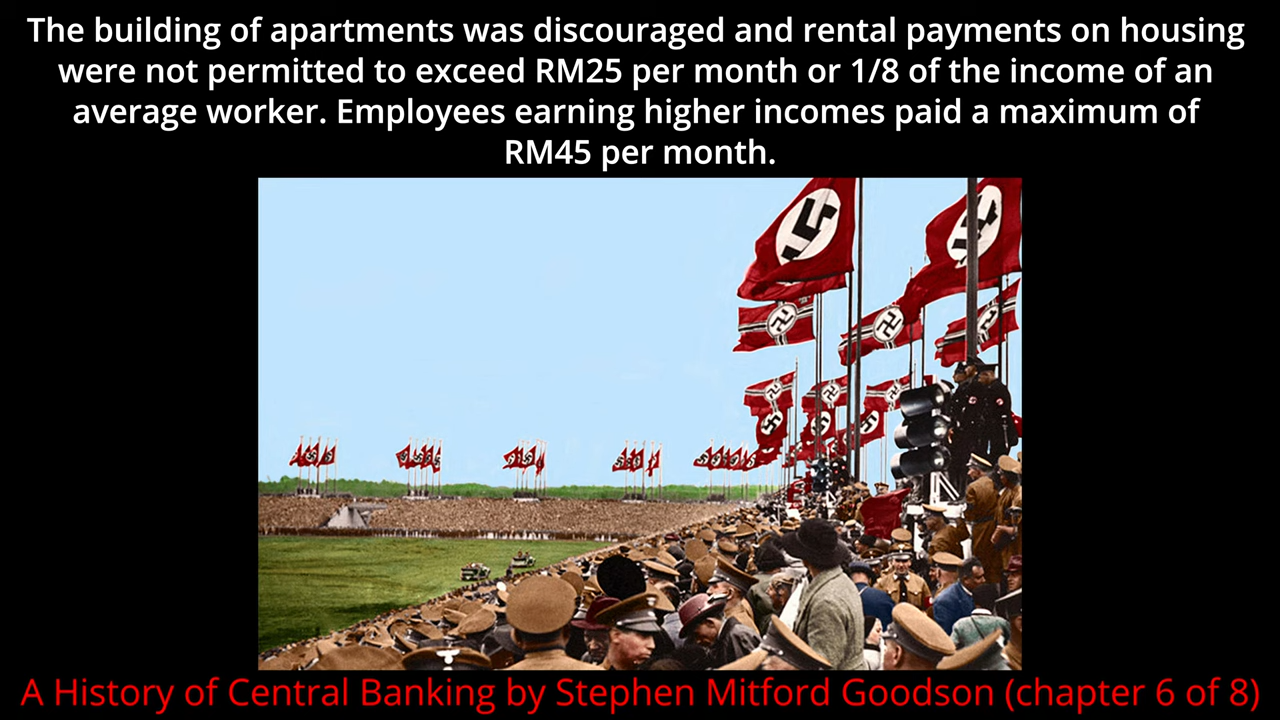 The building of apartments was discouraged and rental payments on housing
were not permitted to exceed RM25 per month or 1/8 of the income of an
average worker. Employees earning higher incomes paid a maximum of
RM45 per month.
A History of Central Banking by Stephen Mitford Goodson (chapter 6 of 8)